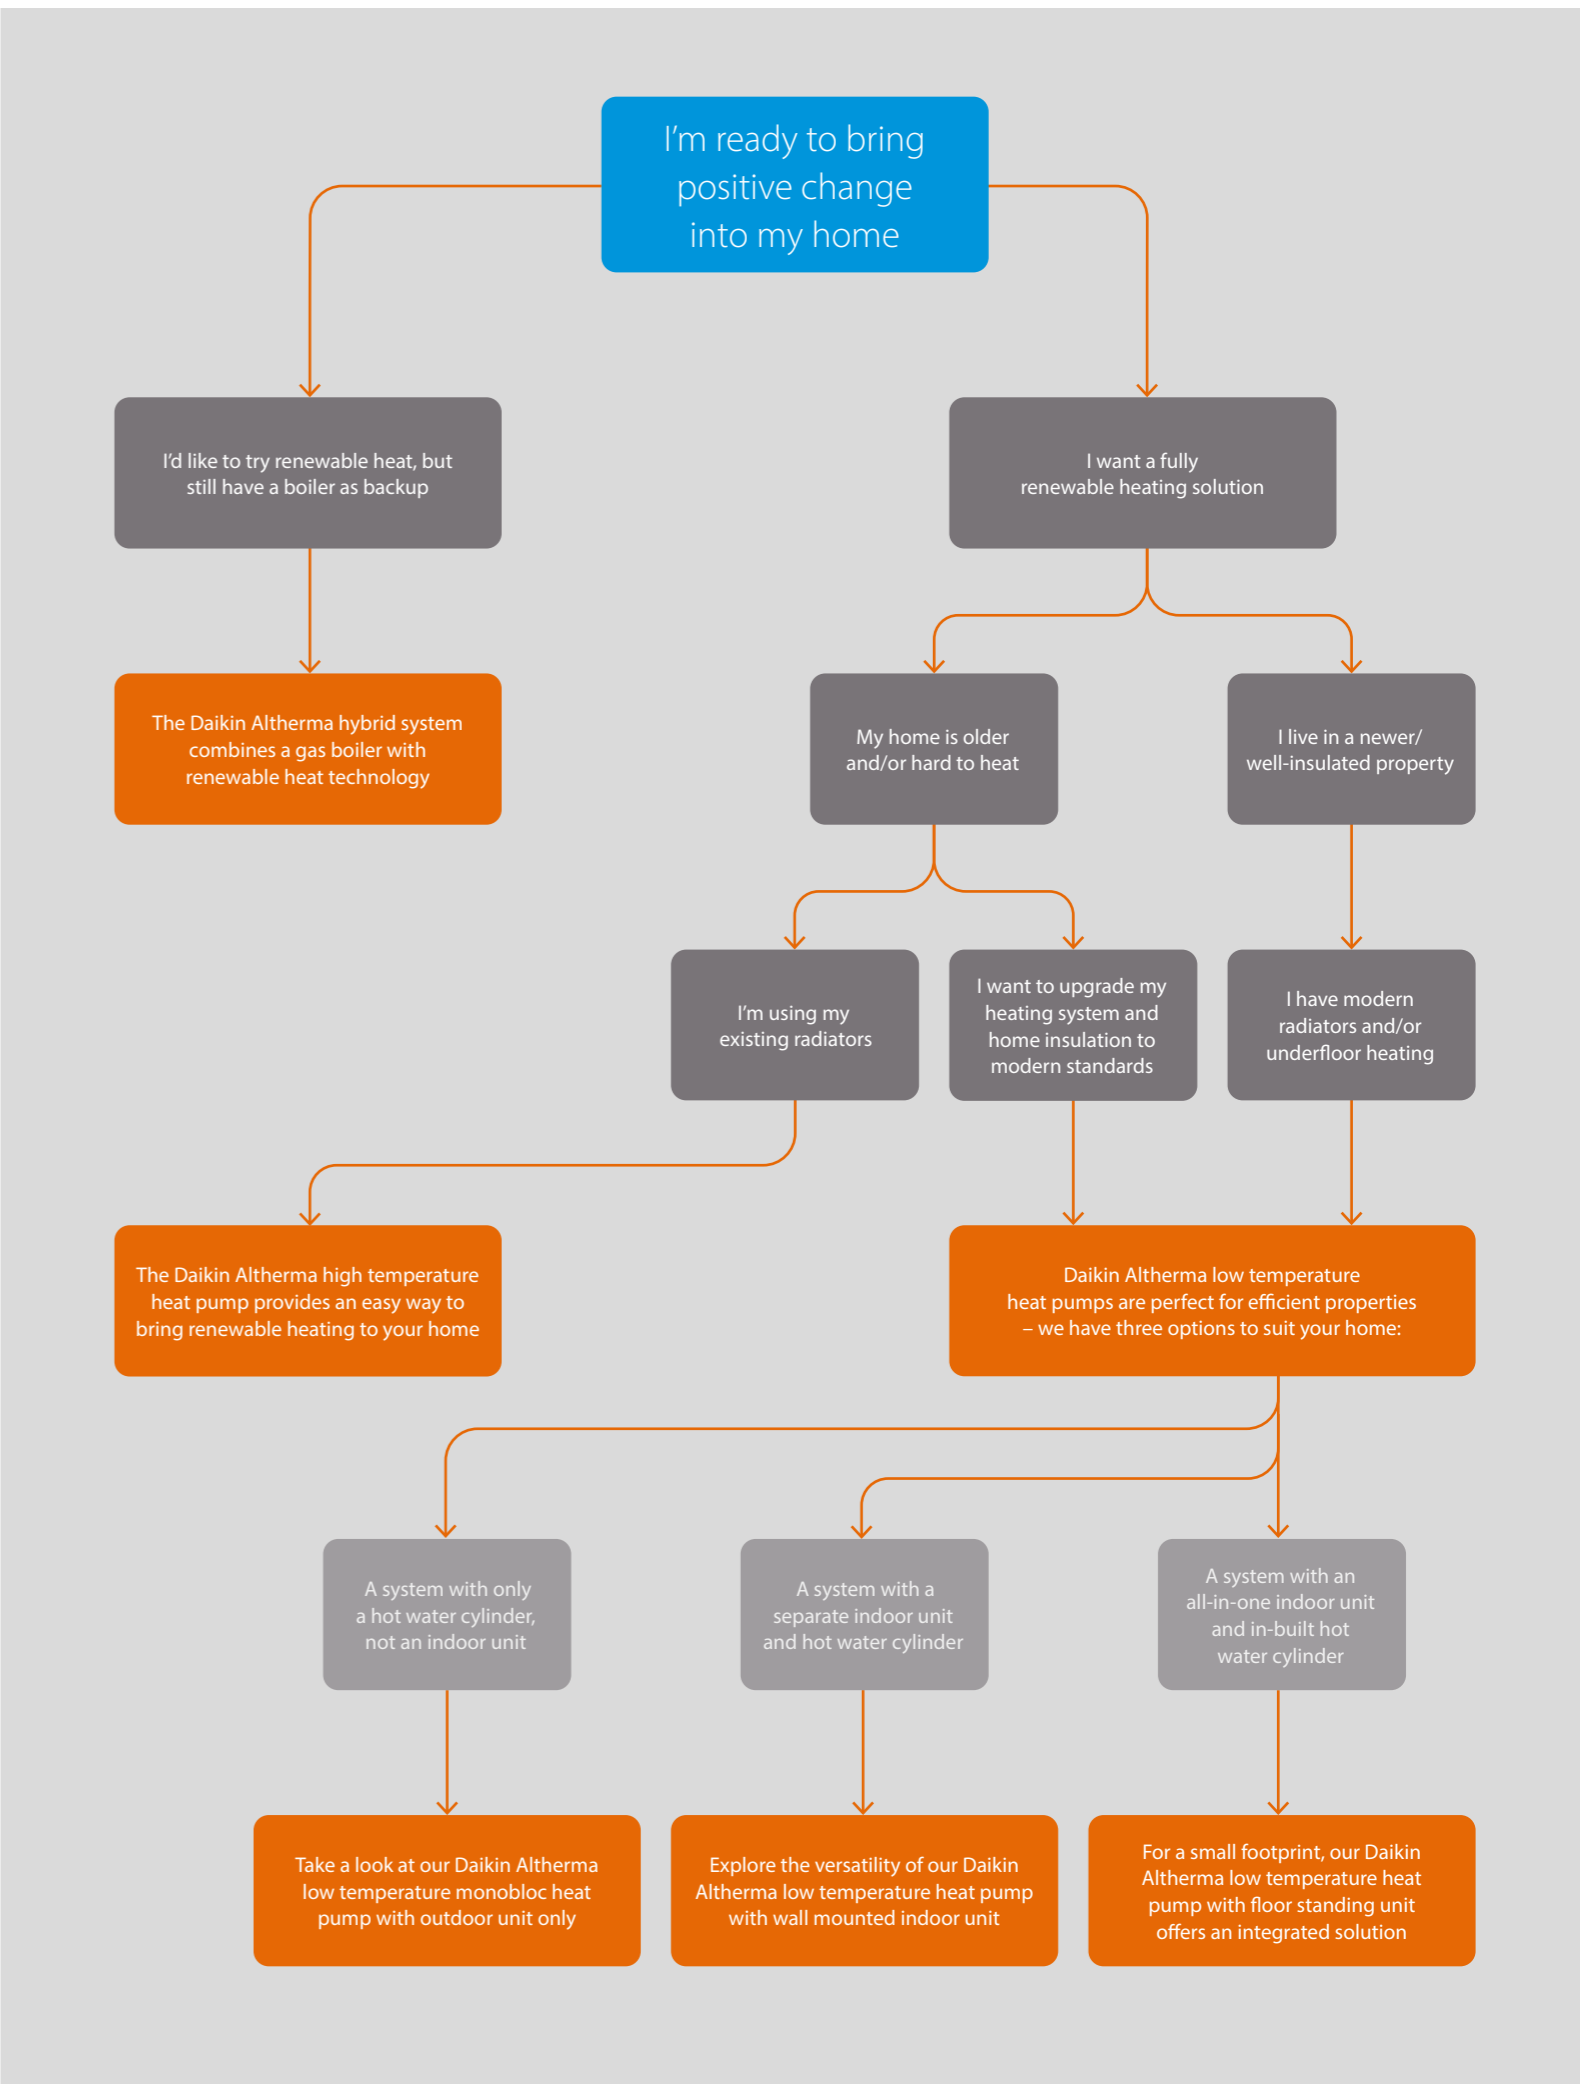 I'm ready to bring
positive change
into my home
I'd like to try renewable heat, but
still have a boiler as backup
I want a fully
renewable heating solution
The Daikin Altherma hybrid system
combines a gas boiler with
renewable heat technology
My home is older
and/or hard to heat
I live in a newer/
well-insulated property
I'm using my
existing radiators
I want to upgrade my
heating system and
home insulation to
modern standards
I have modern
radiators and/or
underfloor heating
The Daikin Altherma high temperature
heat pump provides an easy way to
bring renewable heating to your home
Daikin Altherma low temperature
heat pumps are perfect for efficient properties
– we have three options to suit your home:
A system with only
a hot water cylinder,
not an indoor unit
A system with a
separate indoor unit
and hot water cylinder
A system with an
all-in-one indoor unit
and in-built hot
water cylinder
Take a look at our Daikin Altherma
low temperature monobloc heat
pump with outdoor unit only
Explore the versatility of our Daikin
Altherma low temperature heat pump
with wall mounted indoor unit
For a small footprint, our Daikin
Altherma low temperature heat
pump with floor standing unit
offers an integrated solution